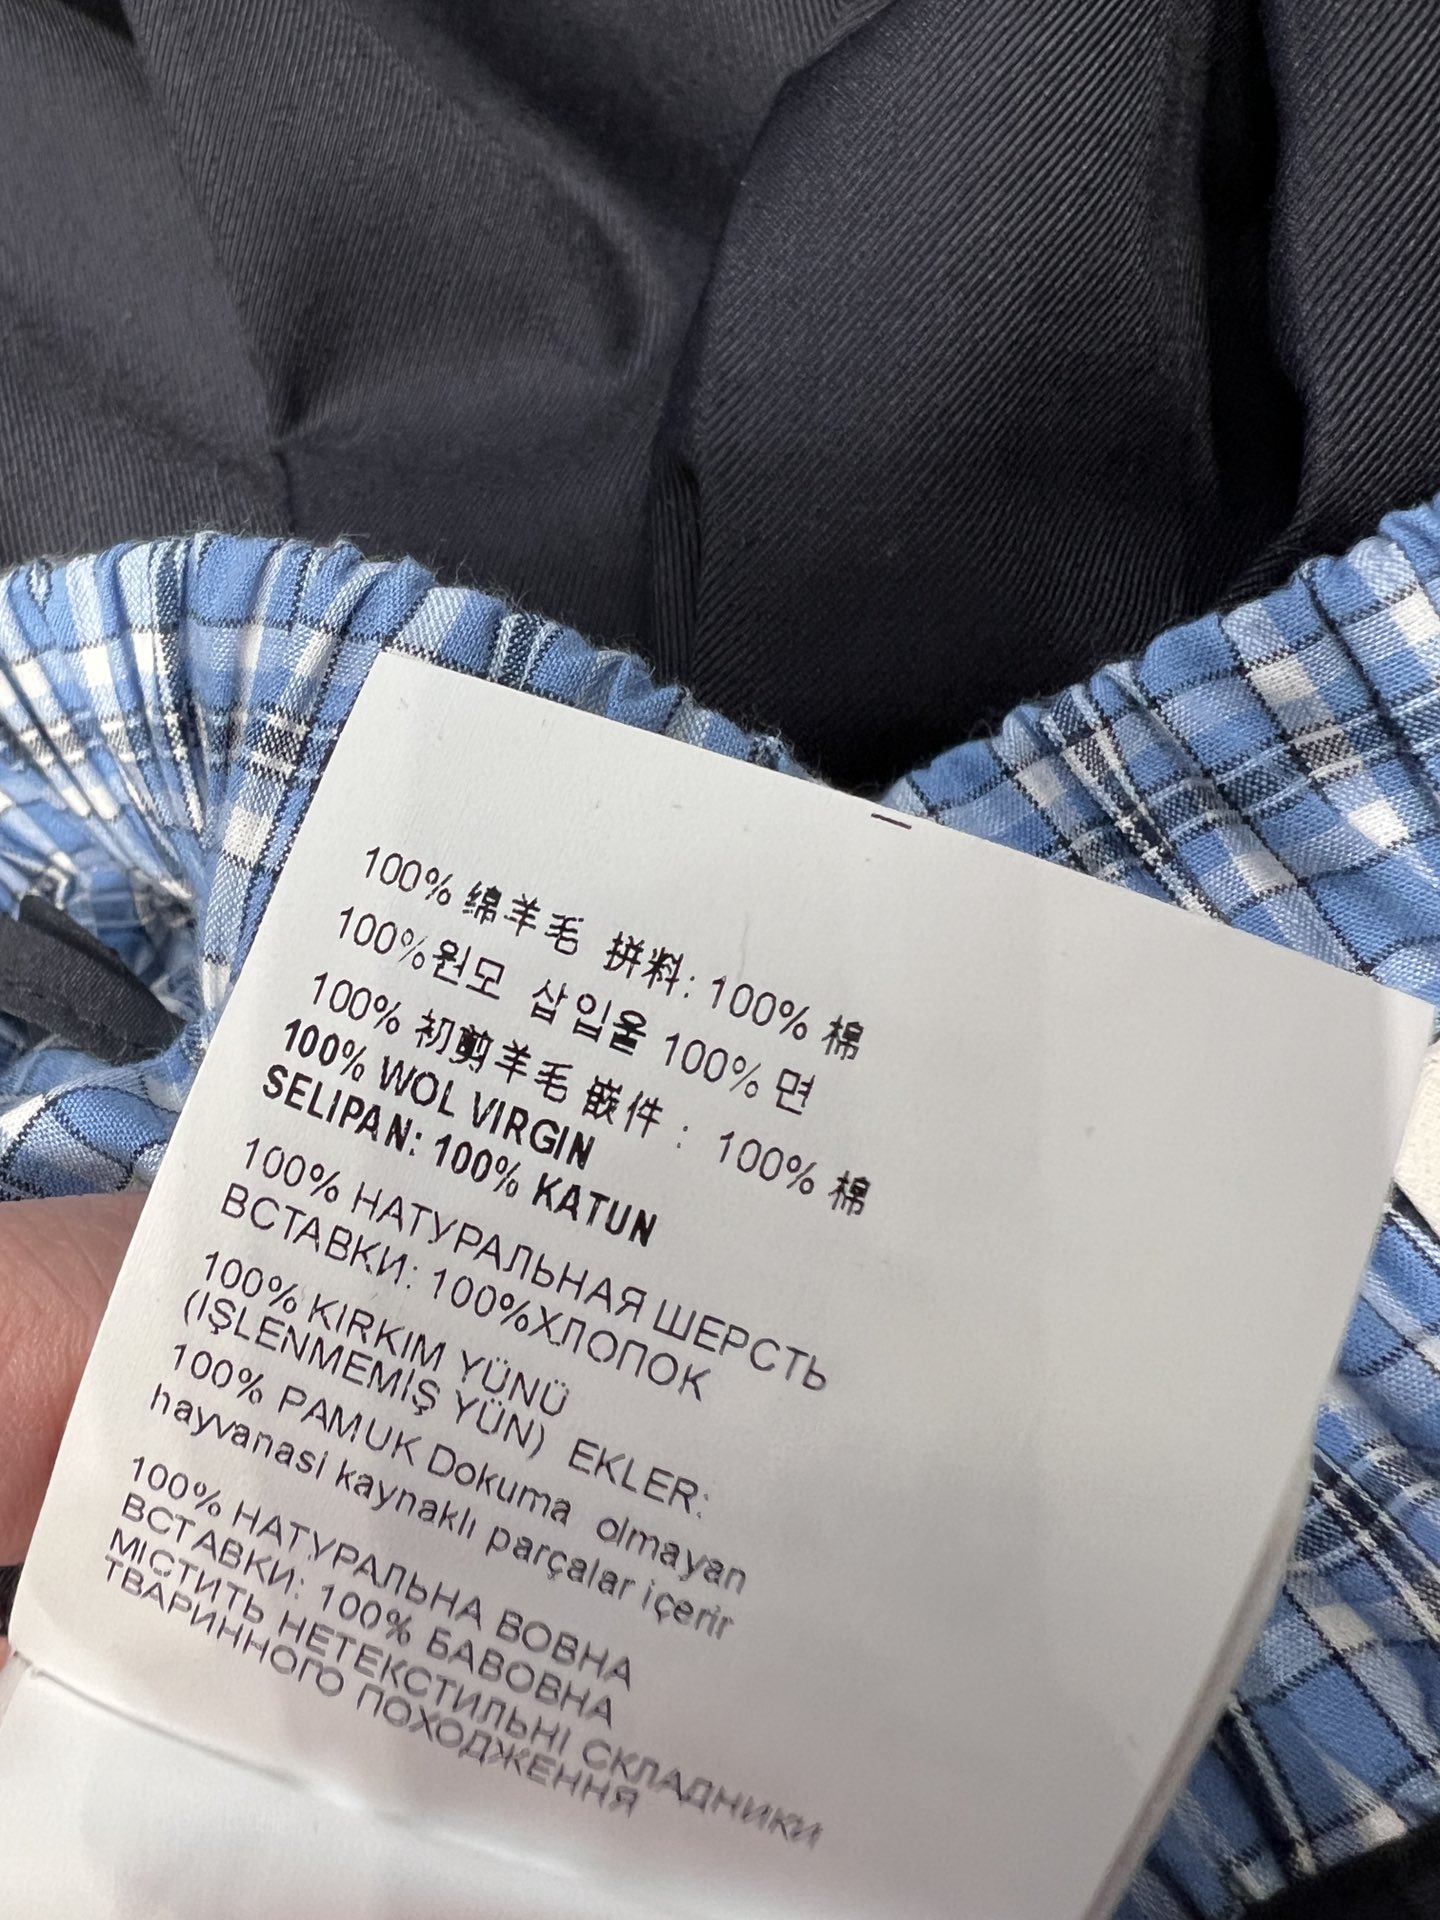 100% 绵羊毛 拼料: 100% 棉
100%원모 삽입울 100% 면
100% 初剪羊毛 嵌件 : 100% 棉
100% WOL VIRGIN
SELIPAN: 100% KATUN
100% НАТУРАЛЬНАЯ ШЕРСТЬ
ВСТАВКИ: 100%ХЛОПОК
100% KIRKIM YÜNÜ
(IŞLENMEMIŞ YÜN) EKLER:
100% PAMUK Dokuma olmayan
hayvanasi kaynaklı parçalar içerir
100% НАТУРАЛЬНА ВОВНА
ВСТАВКИ: 100% БАВОВНА
МІСТИТЬ НЕТЕКСТИЛЬНІ СКЛАДНИКИ
ТВАРИННОГО ПОХОДЖЕННЯ